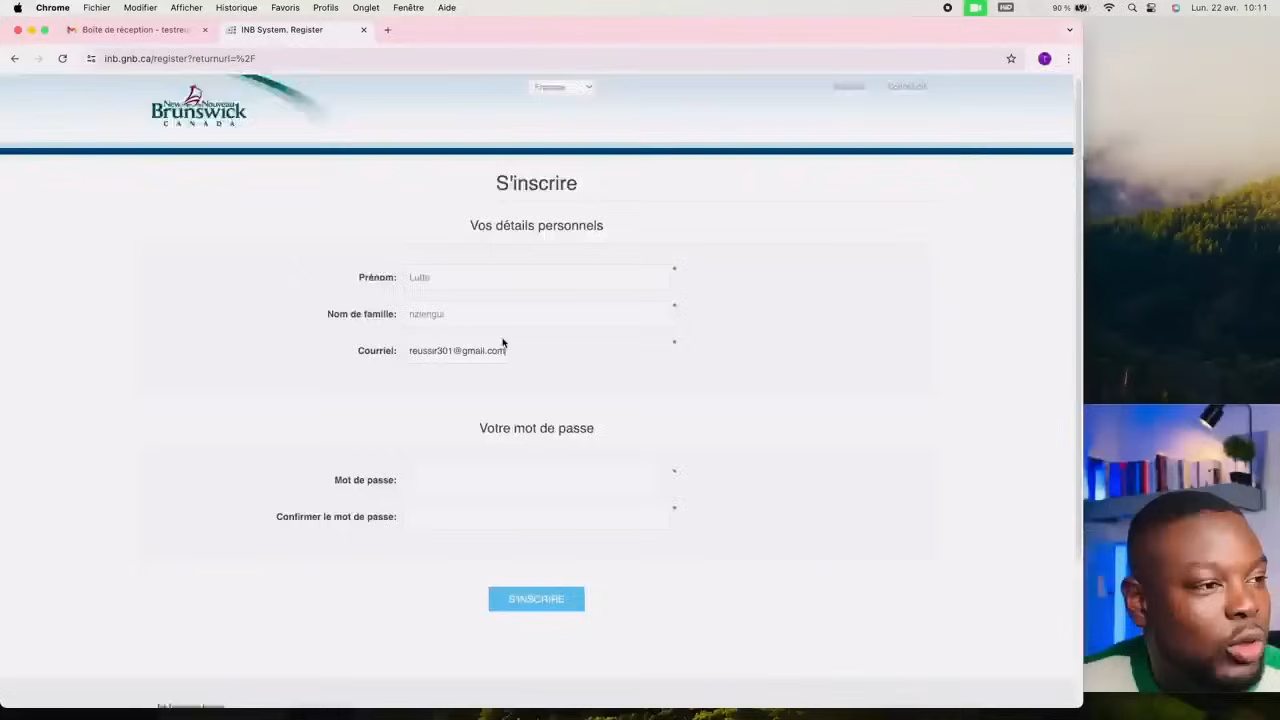 Chrome Fichier Modifier Afficher Historique Favoris Profils Onglet Fenêtre Aide 90 % Lun. 22 avr. 10:11
Boîte de réception - testreu INB System. Register
inb.gnb.ca/register?returnurl=%2F
New Nouveau
Brunswick
CANADA
S'inscrire
Vos détails personnels
Prénom:
Nom de famille: nziengui *
Courriel: reussir301@gmail.com *
Votre mot de passe
Mot de passe: *
Confirmer le mot de passe: *
S'INSCRIRE